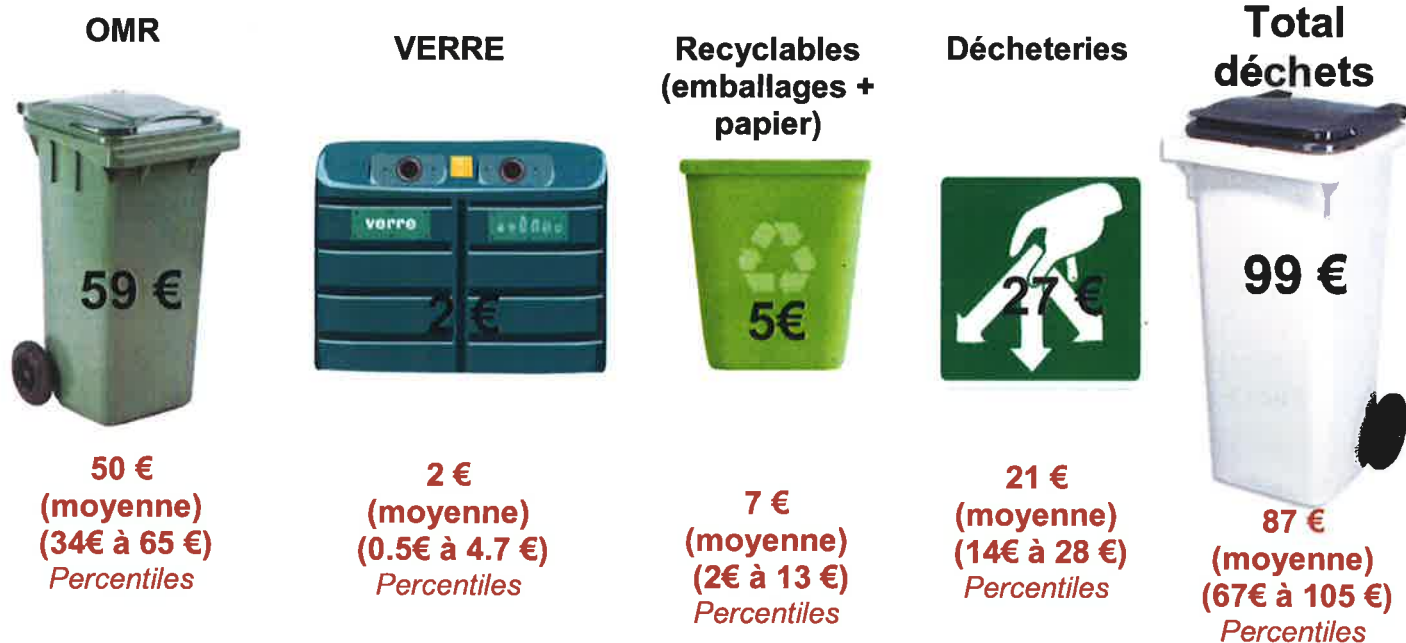 OMR
59 €
50 €
(moyenne)
(34€ à 65 €)
Percentiles
VERRE
verre
2 €
2 €
(moyenne)
(0.5€ à 4.7 €)
Percentiles
Recyclables
(emballages +
papier)
5€
7 €
(moyenne)
(2€ à 13 €)
Percentiles
Décheteries
27 €
21 €
(moyenne)
(14€ à 28 €)
Percentiles
Total
déchets
99 €
87 €
(moyenne)
(67€ à 105 €)
Percentiles